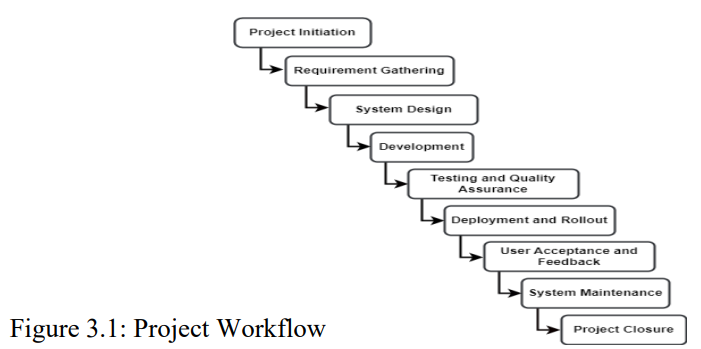 Project Initiation
Requirement Gathering
System Design
Development
Testing and Quality
Assurance
Deployment and Rollout
User Acceptance and
Feedback
System Maintenance
Project Closure
Figure 3.1: Project Workflow